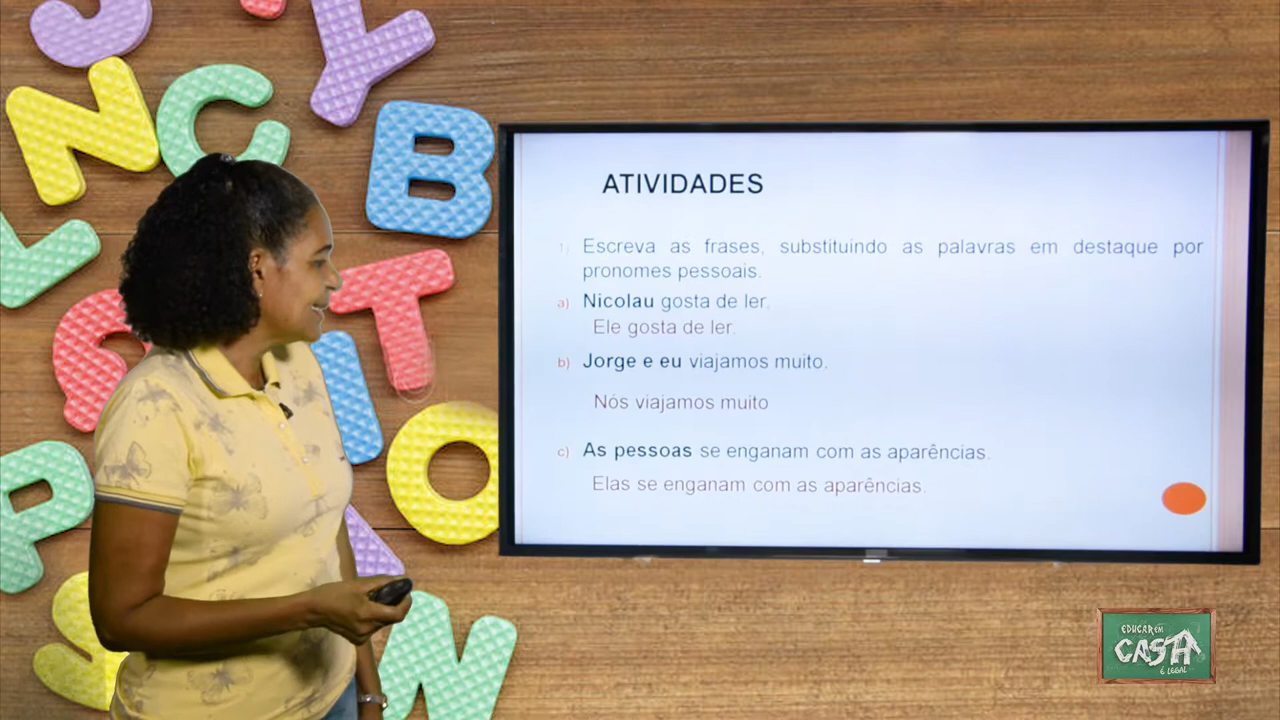 ATIVIDADES
1) Escreva as frases, substituindo as palavras em destaque por
pronomes pessoais.
a) Nicolau gosta de ler.
Ele gosta de ler.
b) Jorge e eu viajamos muito.
Nós viajamos muito
c) As pessoas se enganam com as aparências.
Elas se enganam com as aparências.
EDUCAR EM
CASA
É LEGAL
J Y
N C B
L T
P O
W